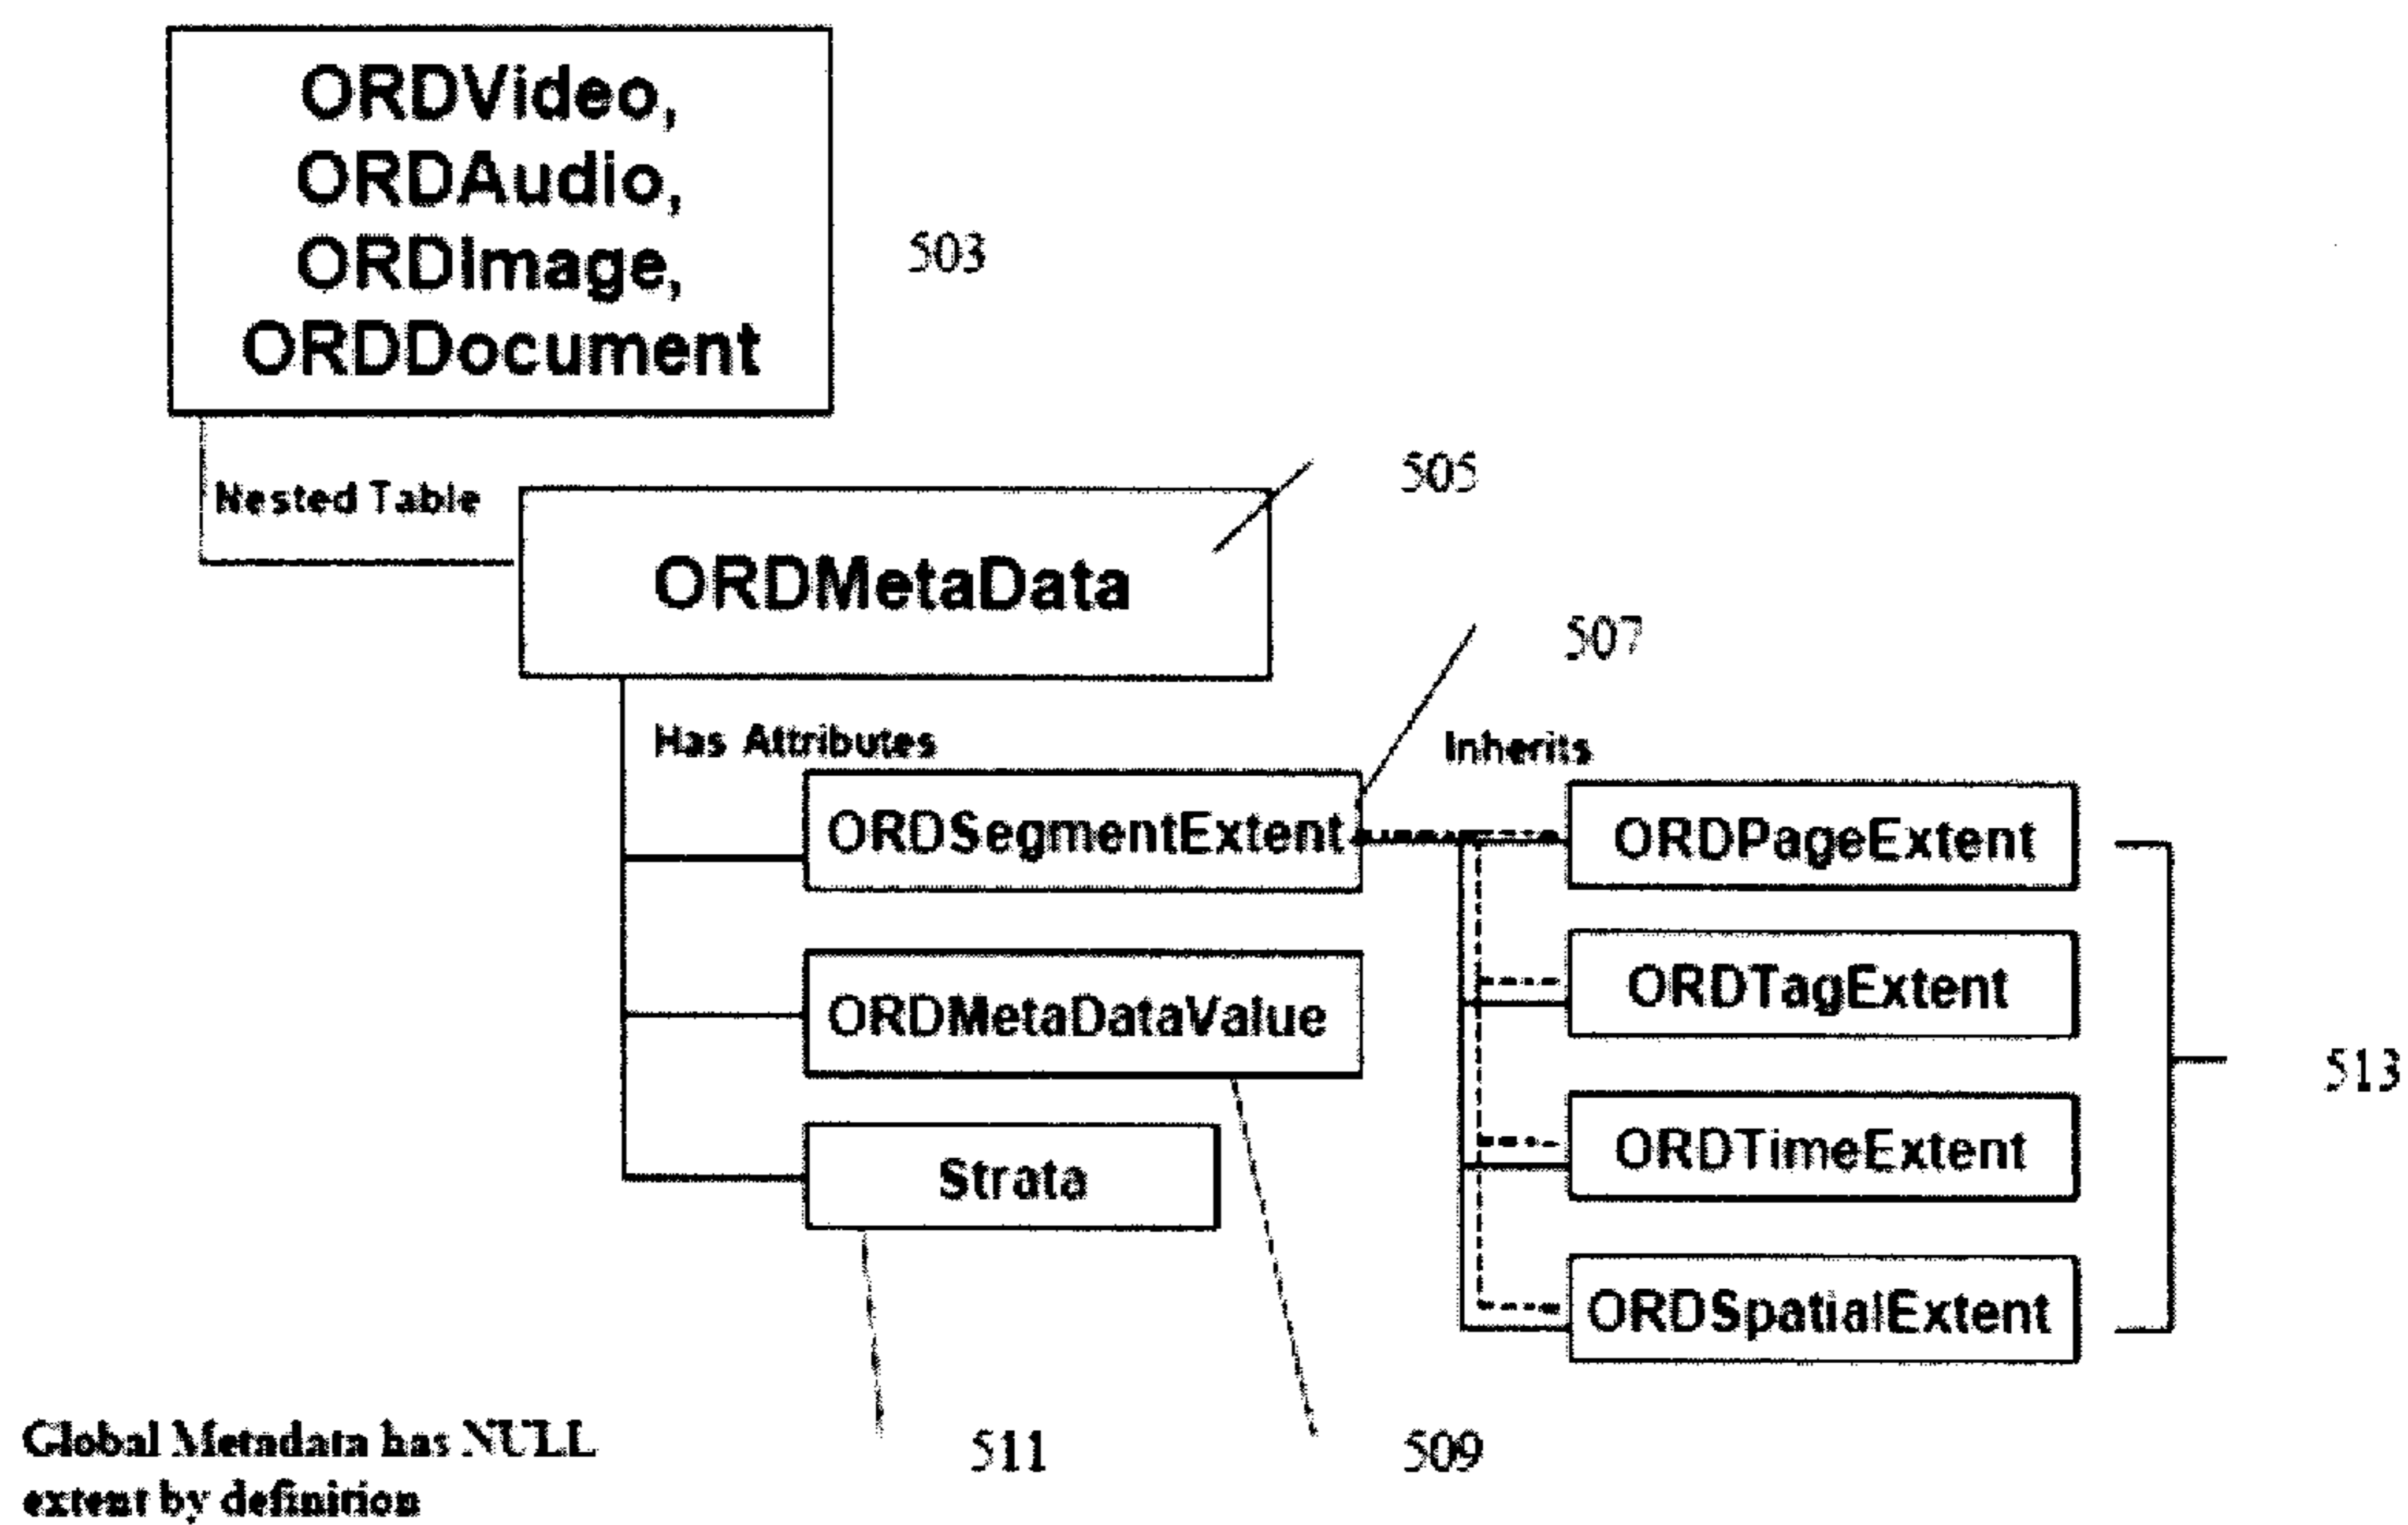 ORDVideo,
ORDAudio,
ORDImage,
ORDDocument
503
Nested Table
505
ORDMetaData
507
Has Attributes
Inherits
ORDSegmentExtent
ORDPageExtent
ORDMetaDataValue
ORDTagExtent
513
Strata
ORDTimeExtent
ORDSpatialExtent
Global Metadata has NULL
extent by definition
511
509